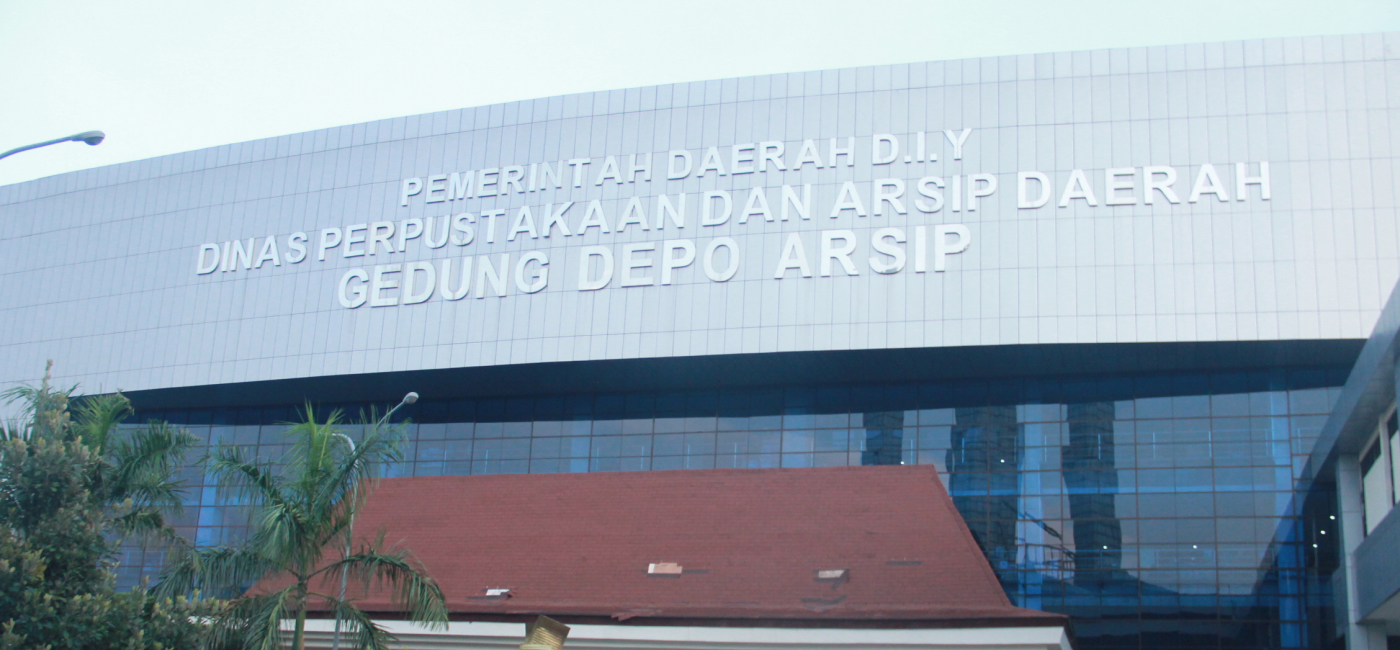 PEMERINTAH DAERAH D.I.Y
DINAS PERPUSTAKAAN DAN ARSIP DAERAH
GEDUNG DEPO ARSIP